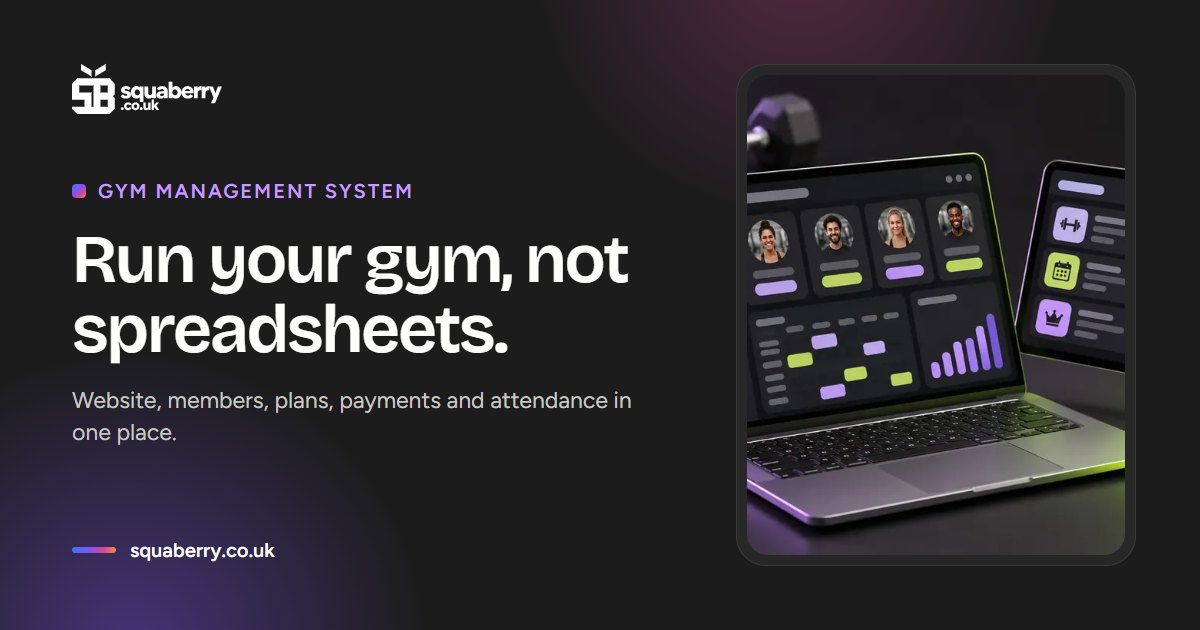 SB squaberry
.co.uk
GYM MANAGEMENT SYSTEM
Run your gym, not
spreadsheets.
Website, members, plans, payments and attendance in
one place.
squaberry.co.uk